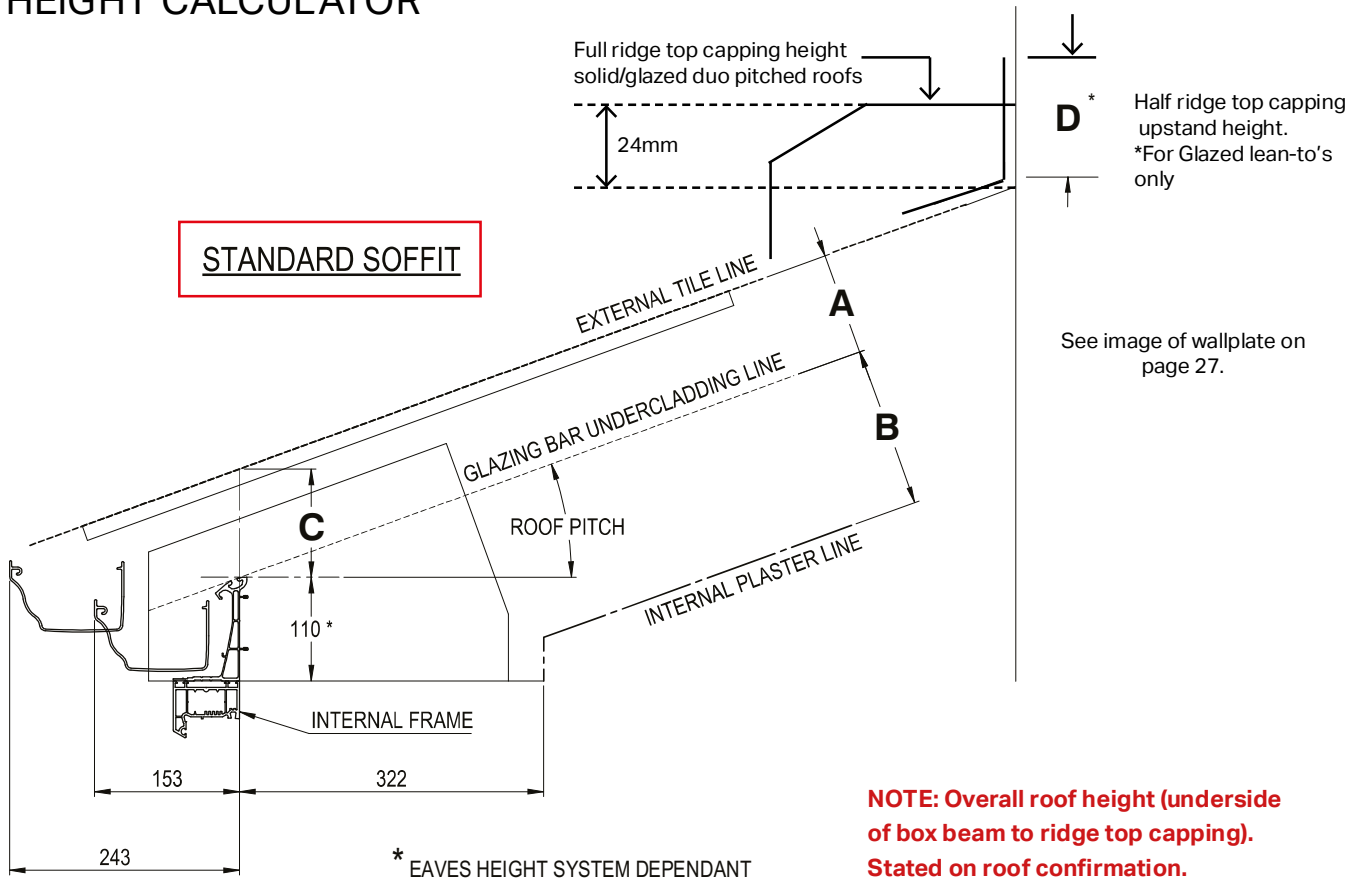 HEIGHT CALCULATOR
Full ridge top capping height
solid/glazed duo pitched roofs
24mm
D *
Half ridge top capping
upstand height.
*For Glazed lean-to's
only
STANDARD SOFFIT
EXTERNAL TILE LINE
A
See image of wallplate on
page 27.
GLAZING BAR UNDERCLADDING LINE
B
C
ROOF PITCH
INTERNAL PLASTER LINE
110 *
INTERNAL FRAME
153
322
243
* EAVES HEIGHT SYSTEM DEPENDANT
NOTE: Overall roof height (underside
of box beam to ridge top capping).
Stated on roof confirmation.